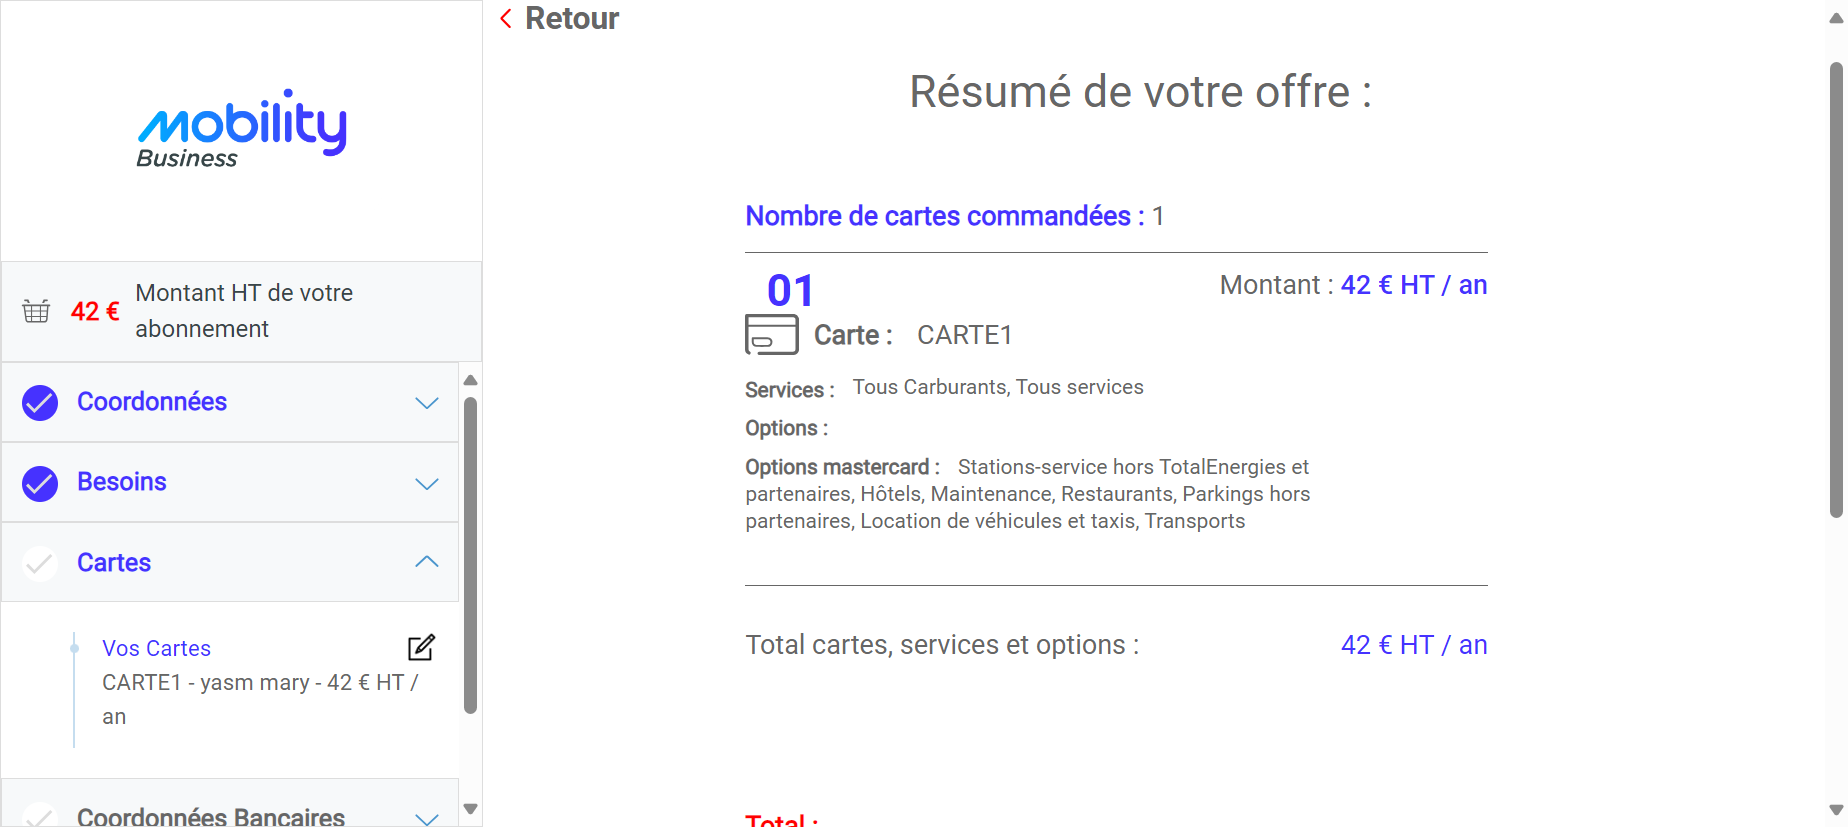 mobility
Business
42 €
Montant HT de votre
abonnement
Coordonnées
Besoins
Cartes
Vos Cartes
CARTE1 - yasm mary - 42 € HT /
an
Coordonnées Bancaires
Retour
Résumé de votre offre :
Nombre de cartes commandées : 1
01
Montant : 42 € HT / an
Carte : CARTE1
Services : Tous Carburants, Tous services
Options :
Options mastercard : Stations-service hors TotalEnergies et
partenaires, Hôtels, Maintenance, Restaurants, Parkings hors
partenaires, Location de véhicules et taxis, Transports
Total cartes, services et options : 42 € HT / an
Total :